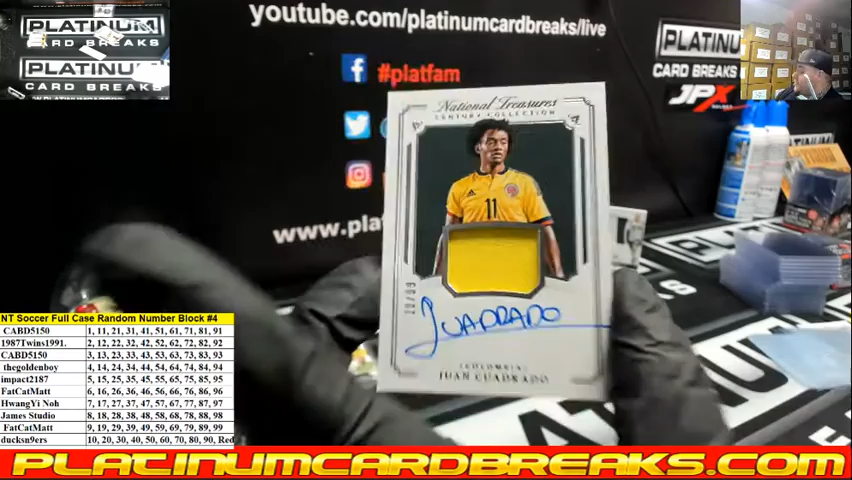 PLATINUM
CARD BREAKS
PLATINUM
CARD BREAKS
youtube.com/platinumcardbreaks/live
#platfam
www.pla
PLATINUM
CARD BREAKS
JPX
National Treasures
CENTURY COLLECTION
11
CUADRADO
COLOMBIA
JUAN CUADRADO
NT Soccer Full Case Random Number Block #4
CABD5150 1, 11, 21, 31, 41, 51, 61, 71, 81, 91
1987Twins1991. 2, 12, 22, 32, 42, 52, 62, 72, 82, 92
CABD5150 3, 13, 23, 33, 43, 53, 63, 73, 83, 93
thegoldenboy 4, 14, 24, 34, 44, 54, 64, 74, 84, 94
impact2187 5, 15, 25, 35, 45, 55, 65, 75, 85, 95
FatCatMatt 6, 16, 26, 36, 46, 56, 66, 76, 86, 96
HwangYi Noh 7, 17, 27, 37, 47, 57, 67, 77, 87, 97
James Studio 8, 18, 28, 38, 48, 58, 68, 78, 88, 98
FatCatMatt 9, 19, 29, 39, 49, 59, 69, 79, 89, 99
ducksn9ers 10, 20, 30, 40, 50, 60, 70, 80, 90, Red
PLATINUMCARDBREAKS.COM